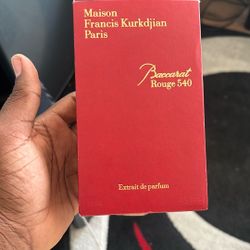 Maison
Francis Kurkdjian
Paris
Baccarat
Rouge 540
Extrait de parfum